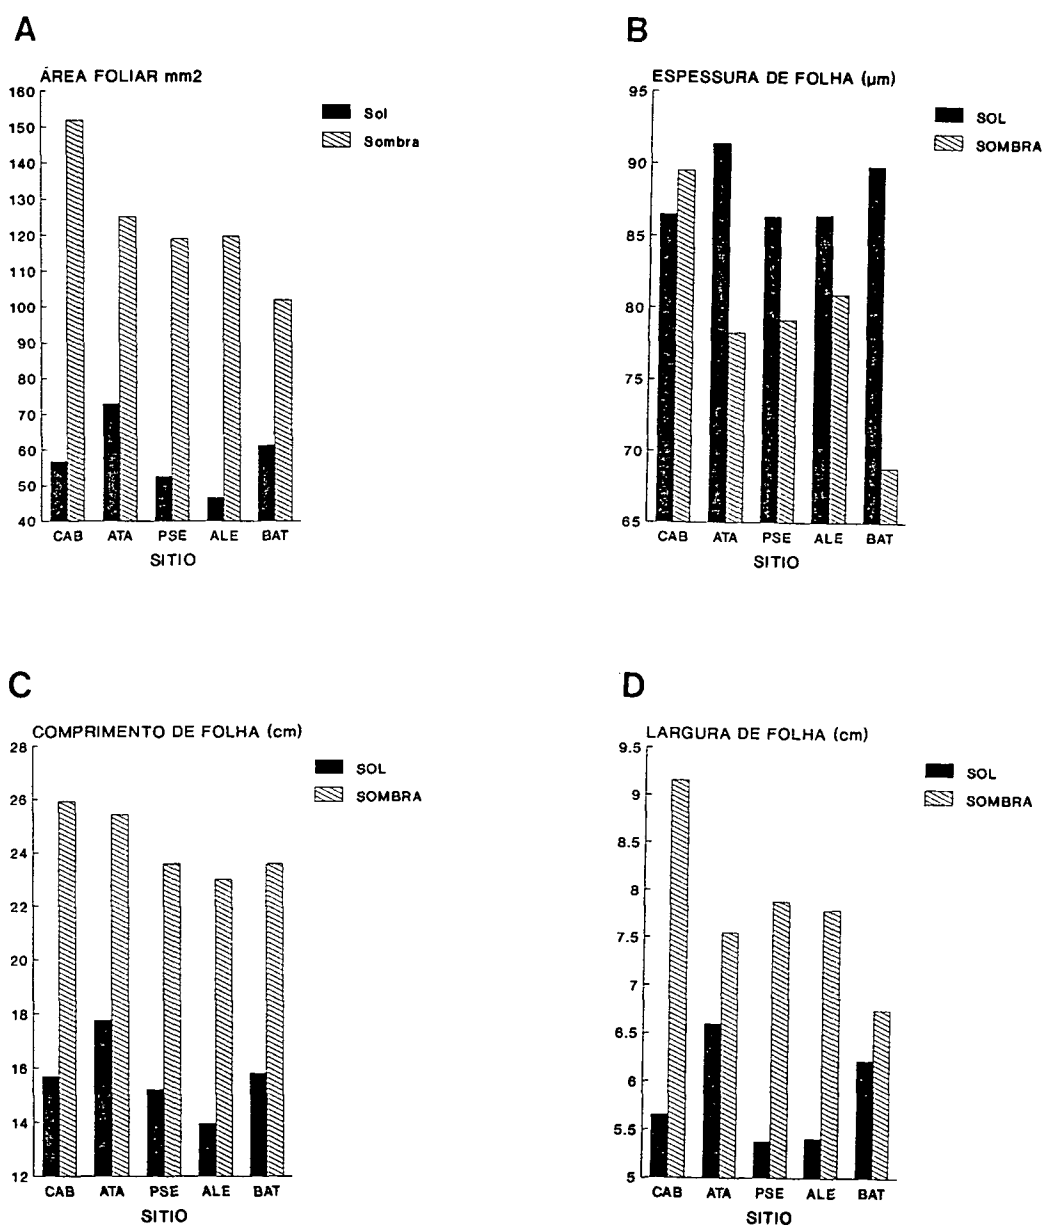 A
ÁREA FOLIAR mm2
160
150
140
130
120
110
100
90
80
70
60
50
40
Sol
Sombra
CAB ATA PSE ALE BAT
SITIO
B
ESPESSURA DE FOLHA (µm)
95
90
85
80
75
70
65
SOL
SOMBRA
CAB ATA PSE ALE BAT
SITIO
C
COMPRIMENTO DE FOLHA (cm)
28
26
24
22
20
18
16
14
12
SOL
SOMBRA
CAB ATA PSE ALE BAT
SITIO
D
LARGURA DE FOLHA (cm)
9.5
9
8.5
8
7.5
7
6.5
6
5.5
5
SOL
SOMBRA
CAB ATA PSE ALE BAT
SITIO